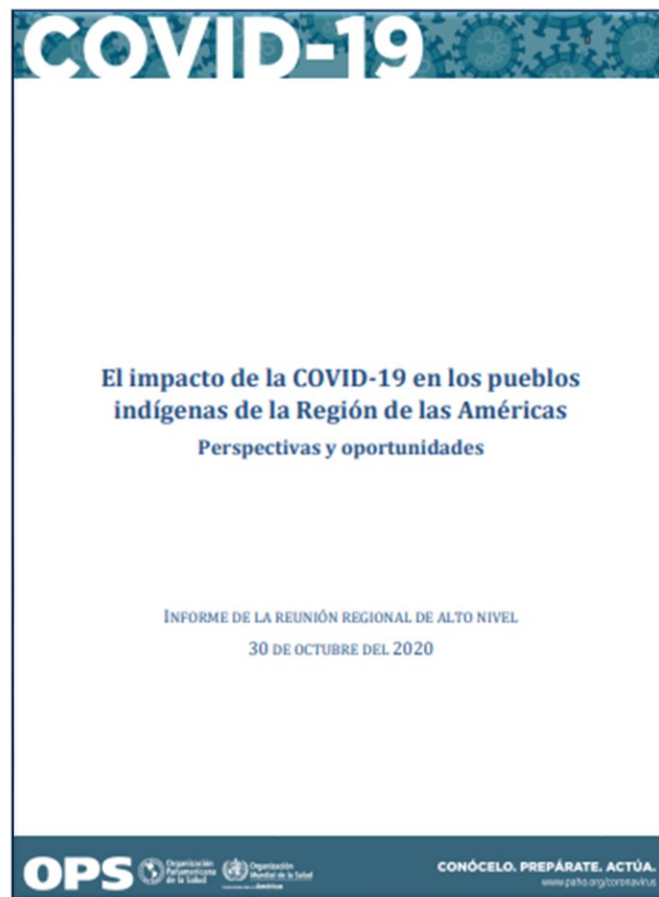 COVID-19
El impacto de la COVID-19 en los pueblos
indígenas de la Región de las Américas
Perspectivas y oportunidades
INFORME DE LA REUNIÓN REGIONAL DE ALTO NIVEL
30 DE OCTUBRE DEL 2020
OPS
Organización
Panamericana
de la Salud
Organización
Mundial de la Salud
Américas
CONÓCELO. PREPÁRATE. ACTÚA.
www.paho.org/coronavirus